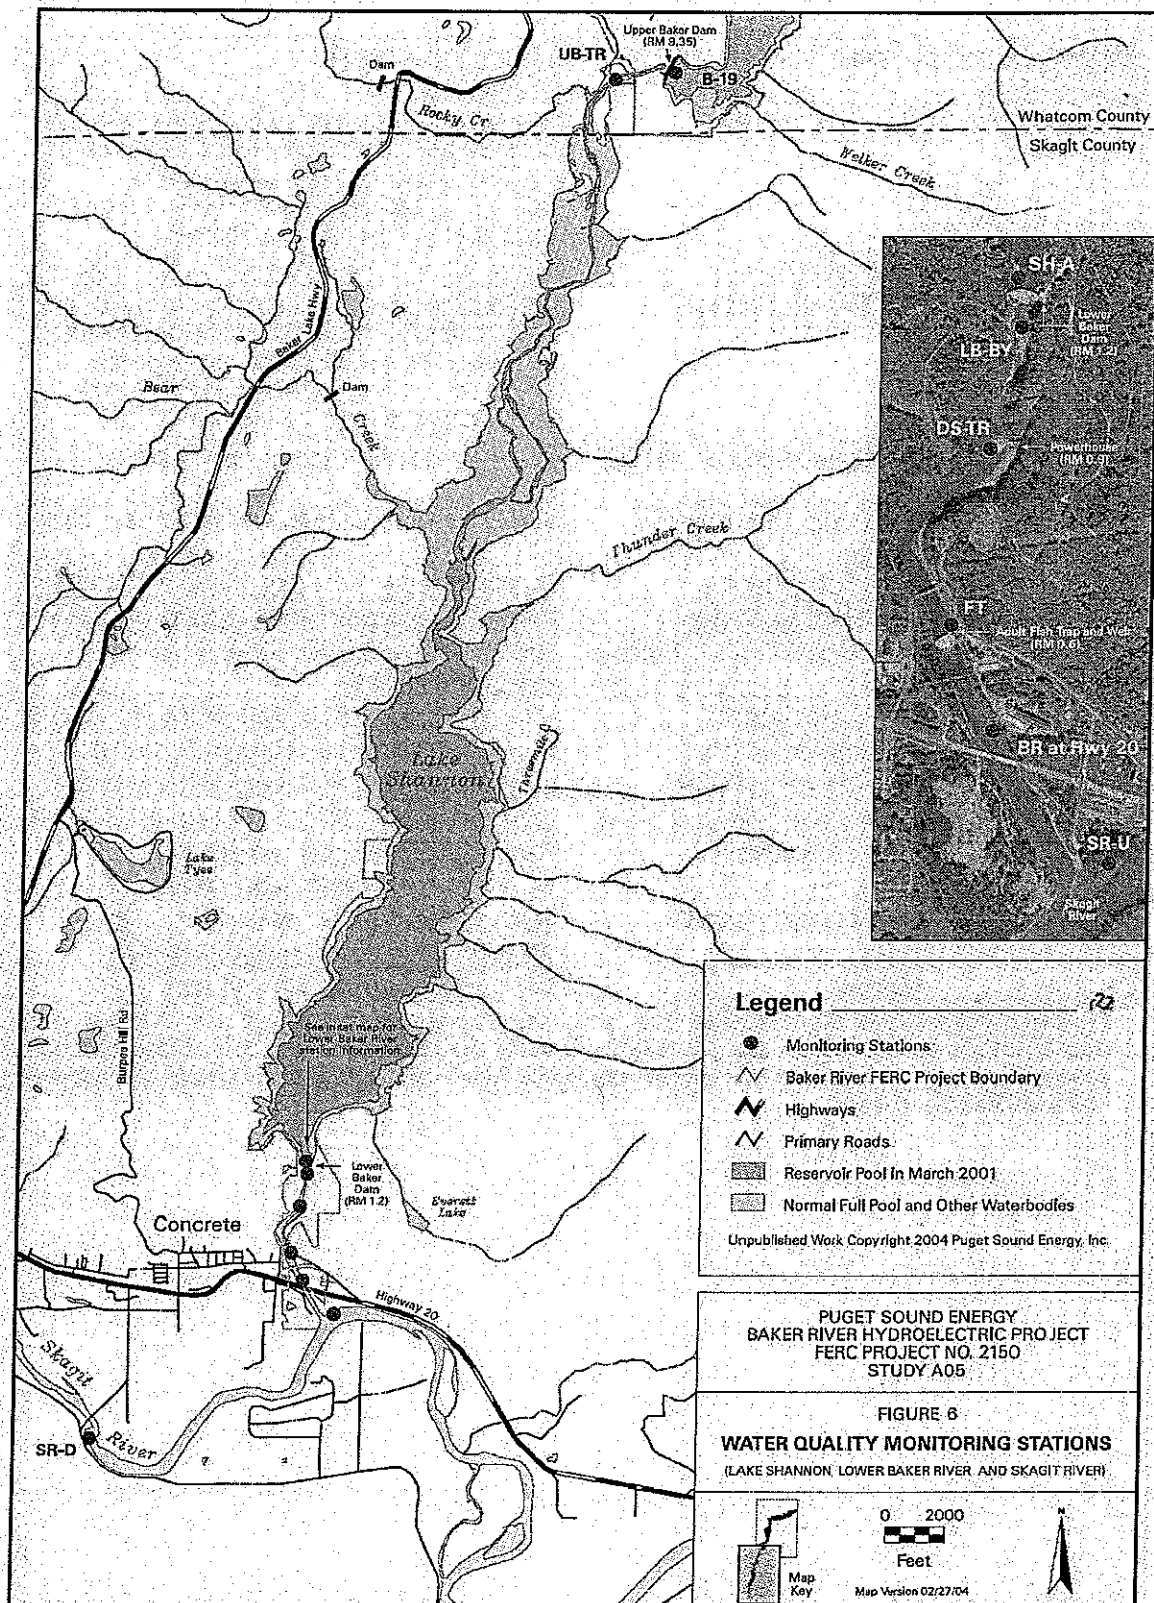 Upper Baker Dam
(RM 9.35)
UB-TR
Dam
B-19
Rocky Cr
Whatcom County
Skagit County
Welker Creek
SH-A
Baker Lake Hwy
Lower
Baker
Dam
(RM 1.2)
LB-BY
Bear
Dam
Creek
DS-TR
Powerhouse
(RM 0.9)
Thunder Creek
FT
Adult Fish Trap and Weir
(RM 0.6)
BR at Hwy 20
Lake
Shannon
Threemile C
SR-U
Lake
Tyee
Skagit
River
Legend
122
Monitoring Stations
Baker River FERC Project Boundary
Highways
Primary Roads
Reservoir Pool in March 2001
Normal Full Pool and Other Waterbodies
Unpublished Work Copyright 2004 Puget Sound Energy, Inc.
See inset map for
Lower Baker River
station information
Burpee Hill Rd
Lower
Baker
Dam
(RM 1.2)
Everett
Lake
Concrete
Highway 20
Skagit
River
SR-D
PUGET SOUND ENERGY
BAKER RIVER HYDROELECTRIC PROJECT
FERC PROJECT NO. 2150
STUDY A05
FIGURE 6
WATER QUALITY MONITORING STATIONS
(LAKE SHANNON, LOWER BAKER RIVER AND SKAGIT RIVER)
0 2000
Feet
N
Map
Key
Map Version 02/27/04